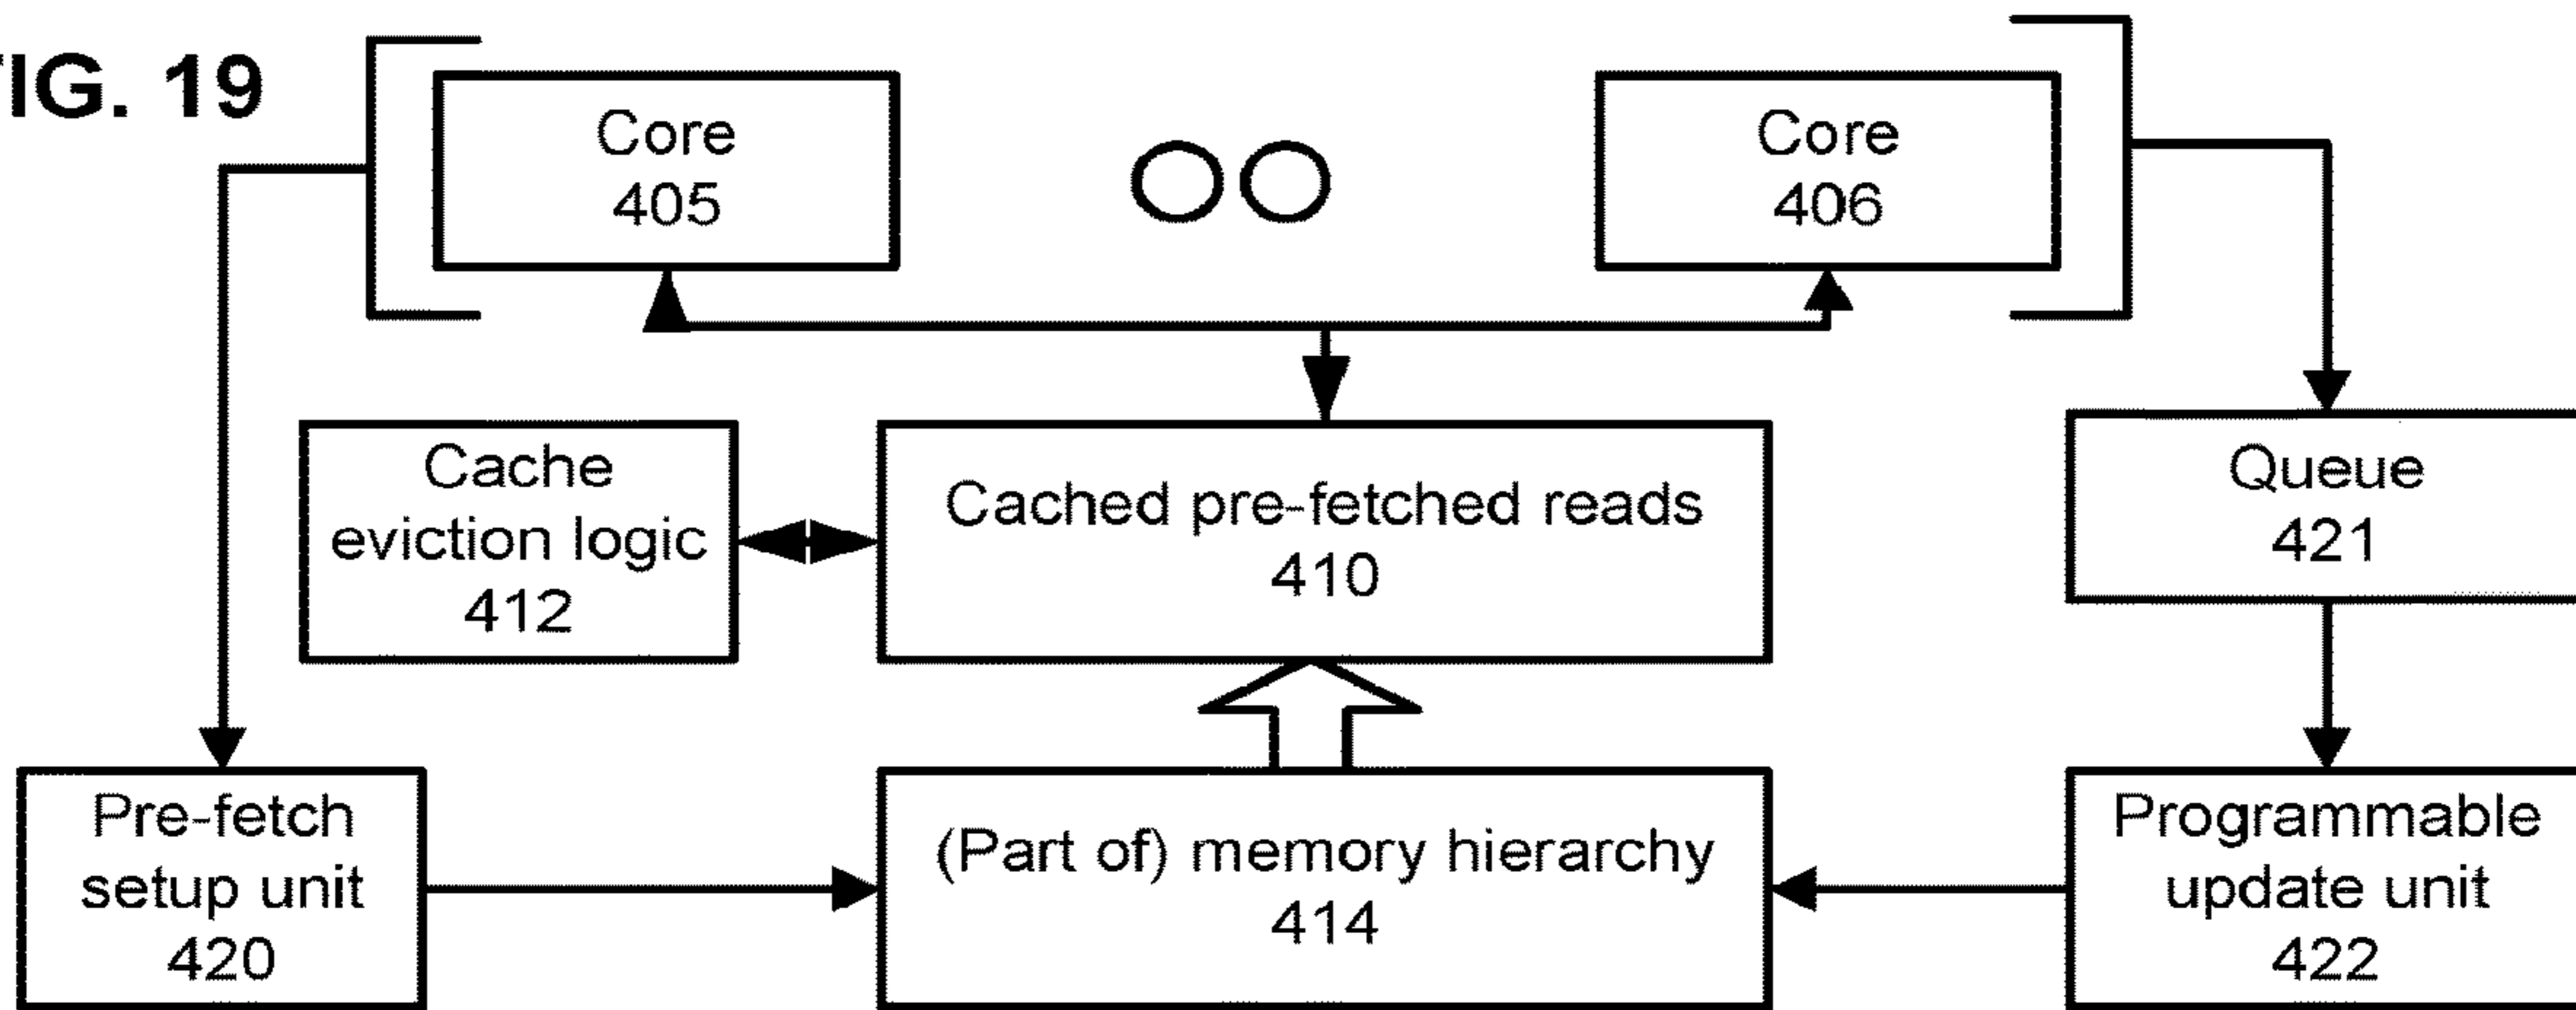 FIG. 19
Core
405
Core
406
Cache
eviction logic
412
Cached pre-fetched reads
410
Queue
421
Pre-fetch
setup unit
420
(Part of) memory hierarchy
414
Programmable
update unit
422